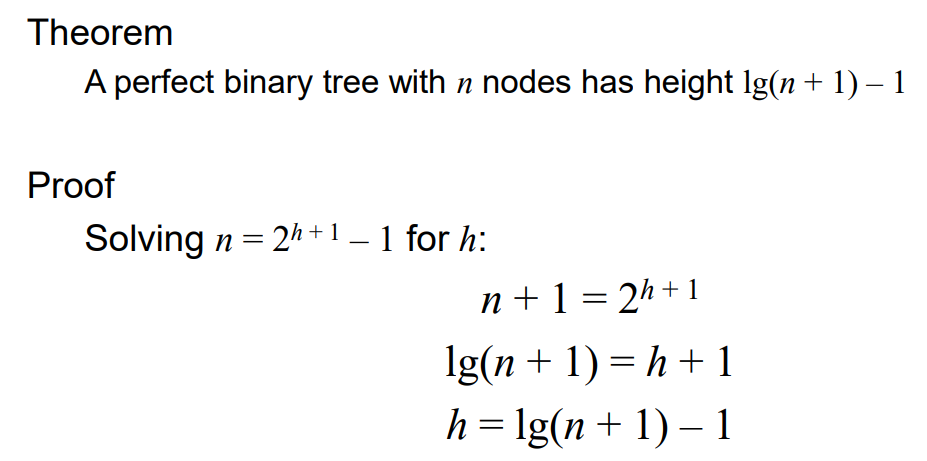 Theorem
A perfect binary tree with n nodes has height lg(n + 1) – 1
Proof
Solving n = 2^{h + 1} – 1 for h:
n + 1 = 2^{h + 1}
lg(n + 1) = h + 1
h = lg(n + 1) – 1